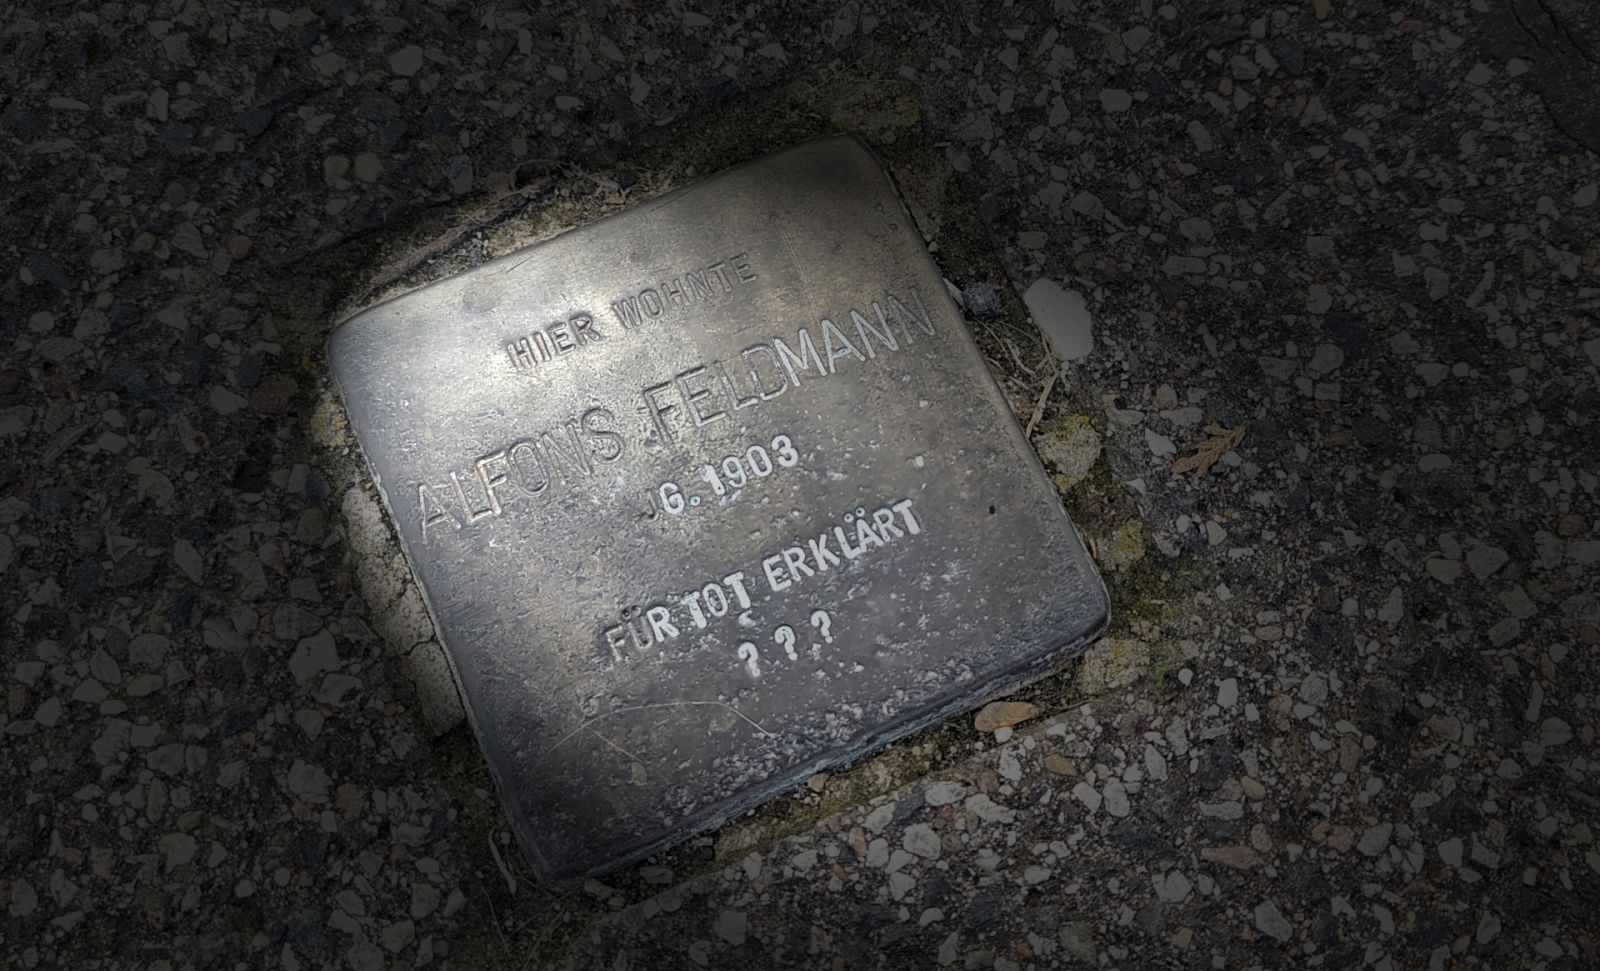 HIER WOHNTE
ALFONS FELDMANN
JG. 1903
FÜR TOT ERKLÄRT
? ? ?